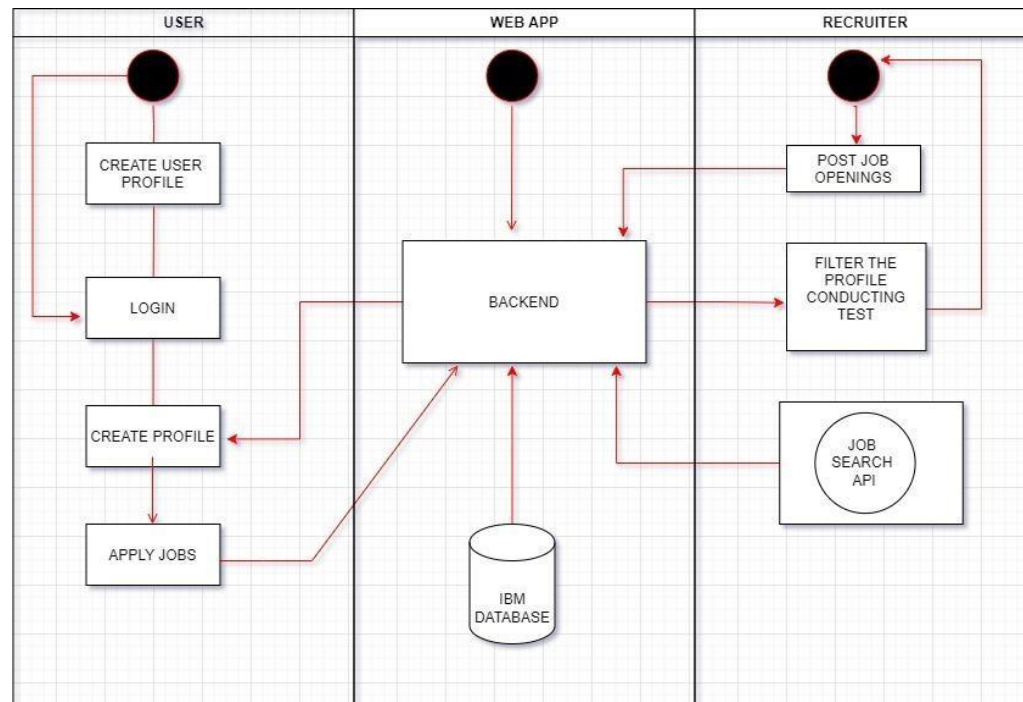 USER
WEB APP
RECRUITER
CREATE USER
PROFILE
LOGIN
CREATE PROFILE
APPLY JOBS
BACKEND
IBM
DATABASE
POST JOB
OPENINGS
FILTER THE
PROFILE
CONDUCTING
TEST
JOB
SEARCH
API